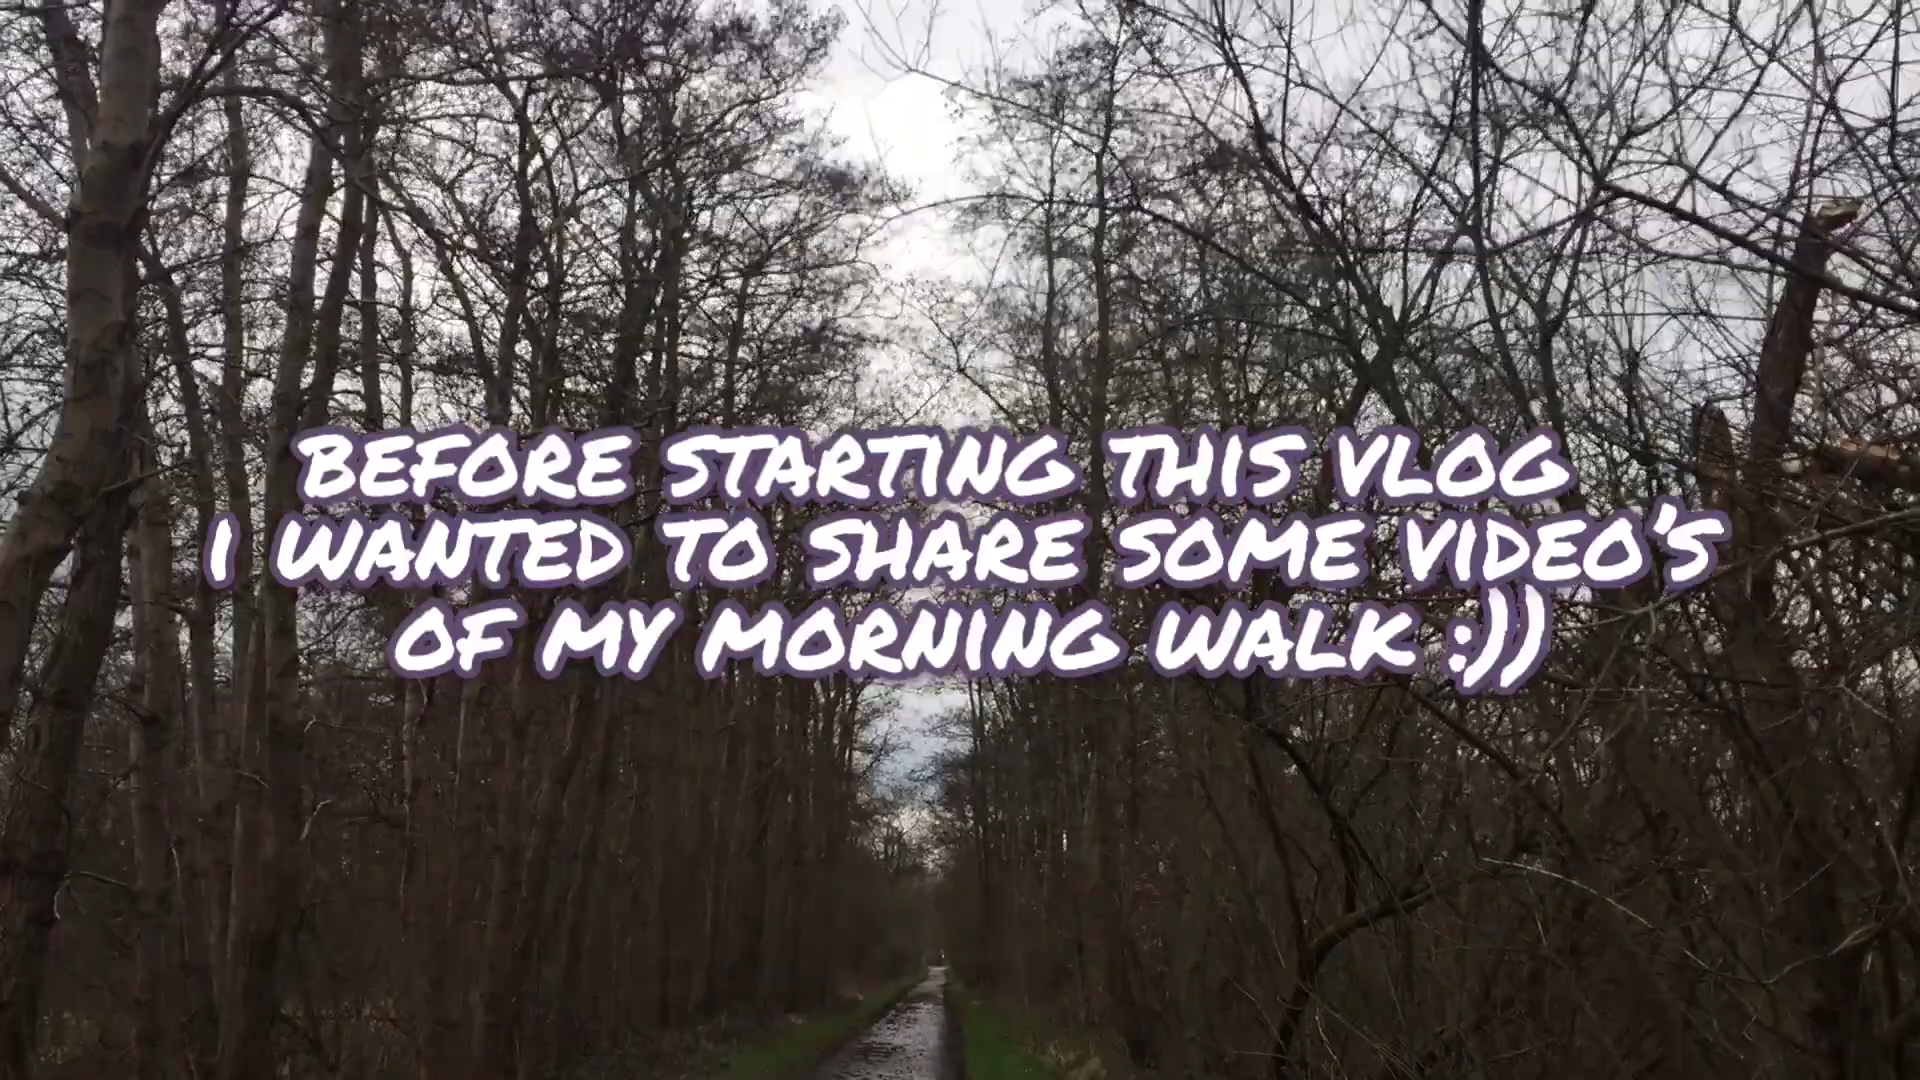 BEFORE STARTING THIS VLOG
I WANTED TO SHARE SOME VIDEO'S
OF MY MORNING WALK :))